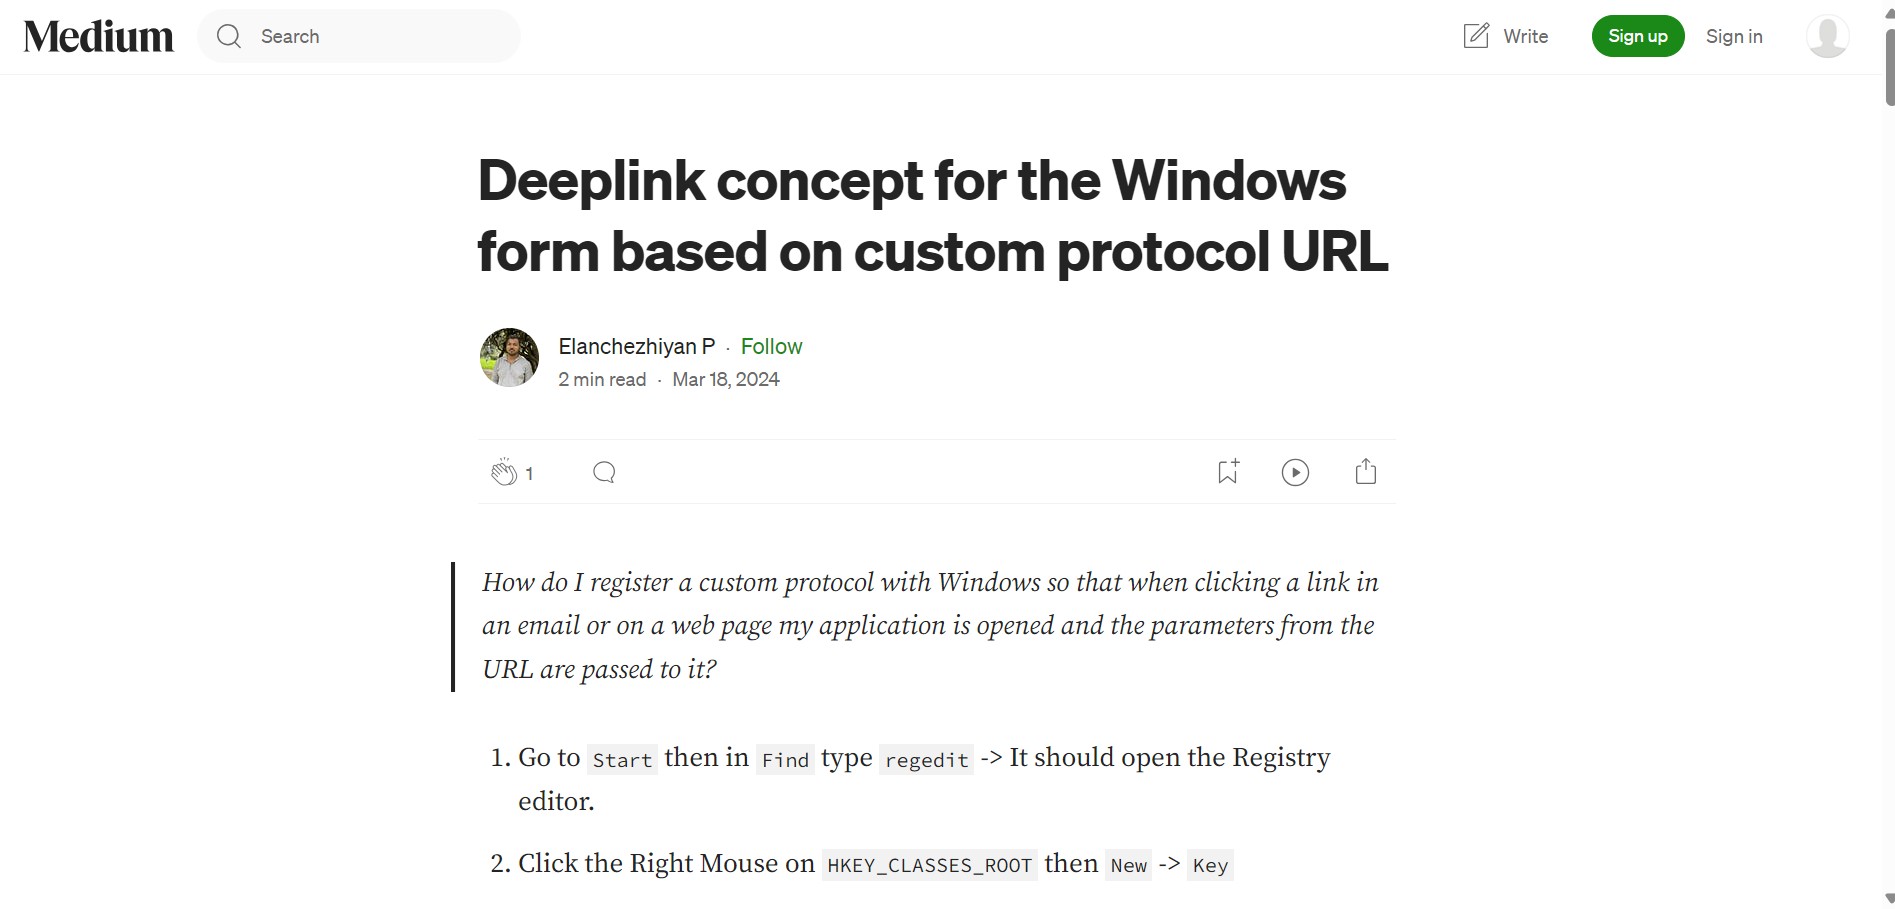 Medium
Search
Write
Sign up
Sign in
Deeplink concept for the Windows
form based on custom protocol URL
Elanchezhiyan P · Follow
2 min read · Mar 18, 2024
1
How do I register a custom protocol with Windows so that when clicking a link in
an email or on a web page my application is opened and the parameters from the
URL are passed to it?
1. Go to Start then in Find type regedit -> It should open the Registry
editor.
2. Click the Right Mouse on HKEY_CLASSES_ROOT then New -> Key